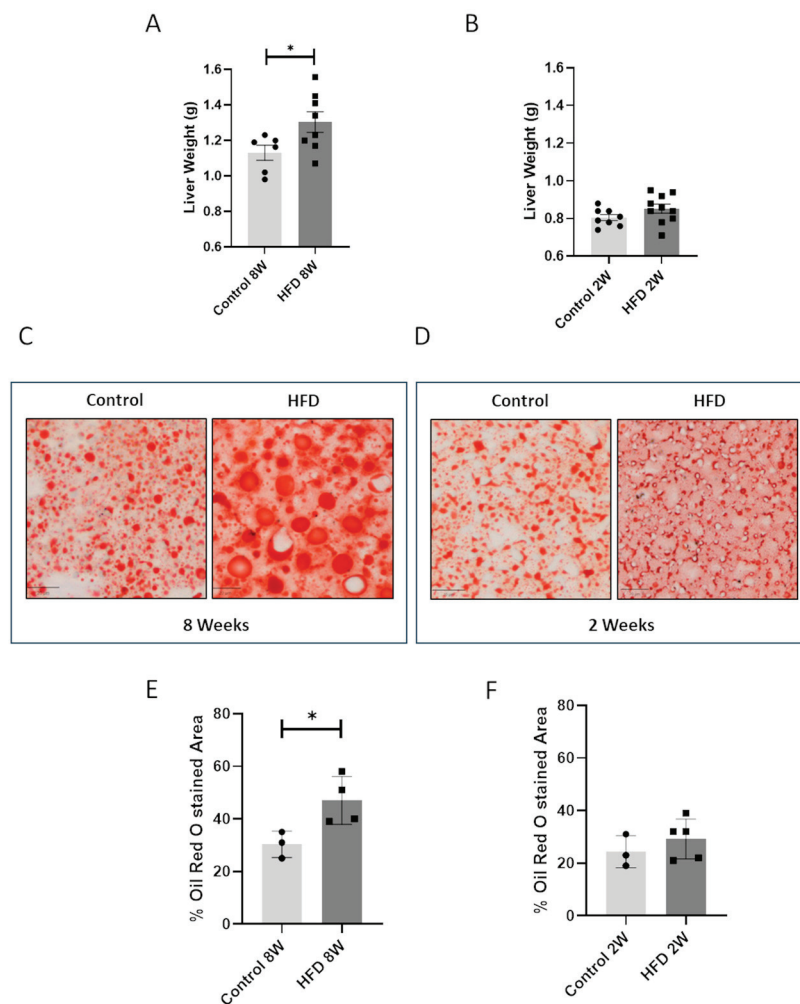 A
B
*
1.6
1.4
1.2
1.0
0.8
0.6
Liver Weight (g)
Control 8W
HFD 8W
1.6
1.4
1.2
1.0
0.8
0.6
Liver Weight (g)
Control 2W
HFD 2W
C
D
Control
HFD
8 Weeks
Control
HFD
2 Weeks
E
F
*
80
60
40
20
0
% Oil Red O stained Area
Control 8W
HFD 8W
80
60
40
20
0
% Oil Red O stained Area
Control 2W
HFD 2W